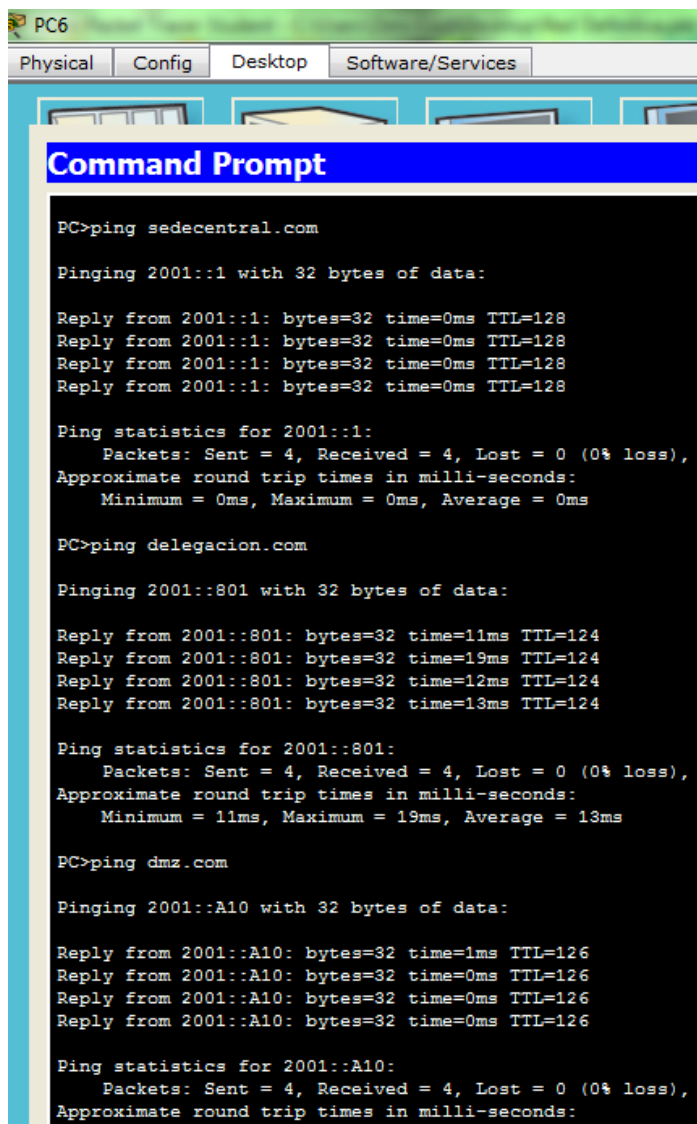 PC6
Physical Config Desktop Software/Services
Command Prompt
PC>ping sedecentral.com
Pinging 2001::1 with 32 bytes of data:
Reply from 2001::1: bytes=32 time=0ms TTL=128
Reply from 2001::1: bytes=32 time=0ms TTL=128
Reply from 2001::1: bytes=32 time=0ms TTL=128
Reply from 2001::1: bytes=32 time=0ms TTL=128
Ping statistics for 2001::1:
Packets: Sent = 4, Received = 4, Lost = 0 (0% loss),
Approximate round trip times in milli-seconds:
Minimum = 0ms, Maximum = 0ms, Average = 0ms
PC>ping delegacion.com
Pinging 2001::801 with 32 bytes of data:
Reply from 2001::801: bytes=32 time=11ms TTL=124
Reply from 2001::801: bytes=32 time=19ms TTL=124
Reply from 2001::801: bytes=32 time=12ms TTL=124
Reply from 2001::801: bytes=32 time=13ms TTL=124
Ping statistics for 2001::801:
Packets: Sent = 4, Received = 4, Lost = 0 (0% loss),
Approximate round trip times in milli-seconds:
Minimum = 11ms, Maximum = 19ms, Average = 13ms
PC>ping dmz.com
Pinging 2001::A10 with 32 bytes of data:
Reply from 2001::A10: bytes=32 time=1ms TTL=126
Reply from 2001::A10: bytes=32 time=0ms TTL=126
Reply from 2001::A10: bytes=32 time=0ms TTL=126
Reply from 2001::A10: bytes=32 time=0ms TTL=126
Ping statistics for 2001::A10:
Packets: Sent = 4, Received = 4, Lost = 0 (0% loss),
Approximate round trip times in milli-seconds: